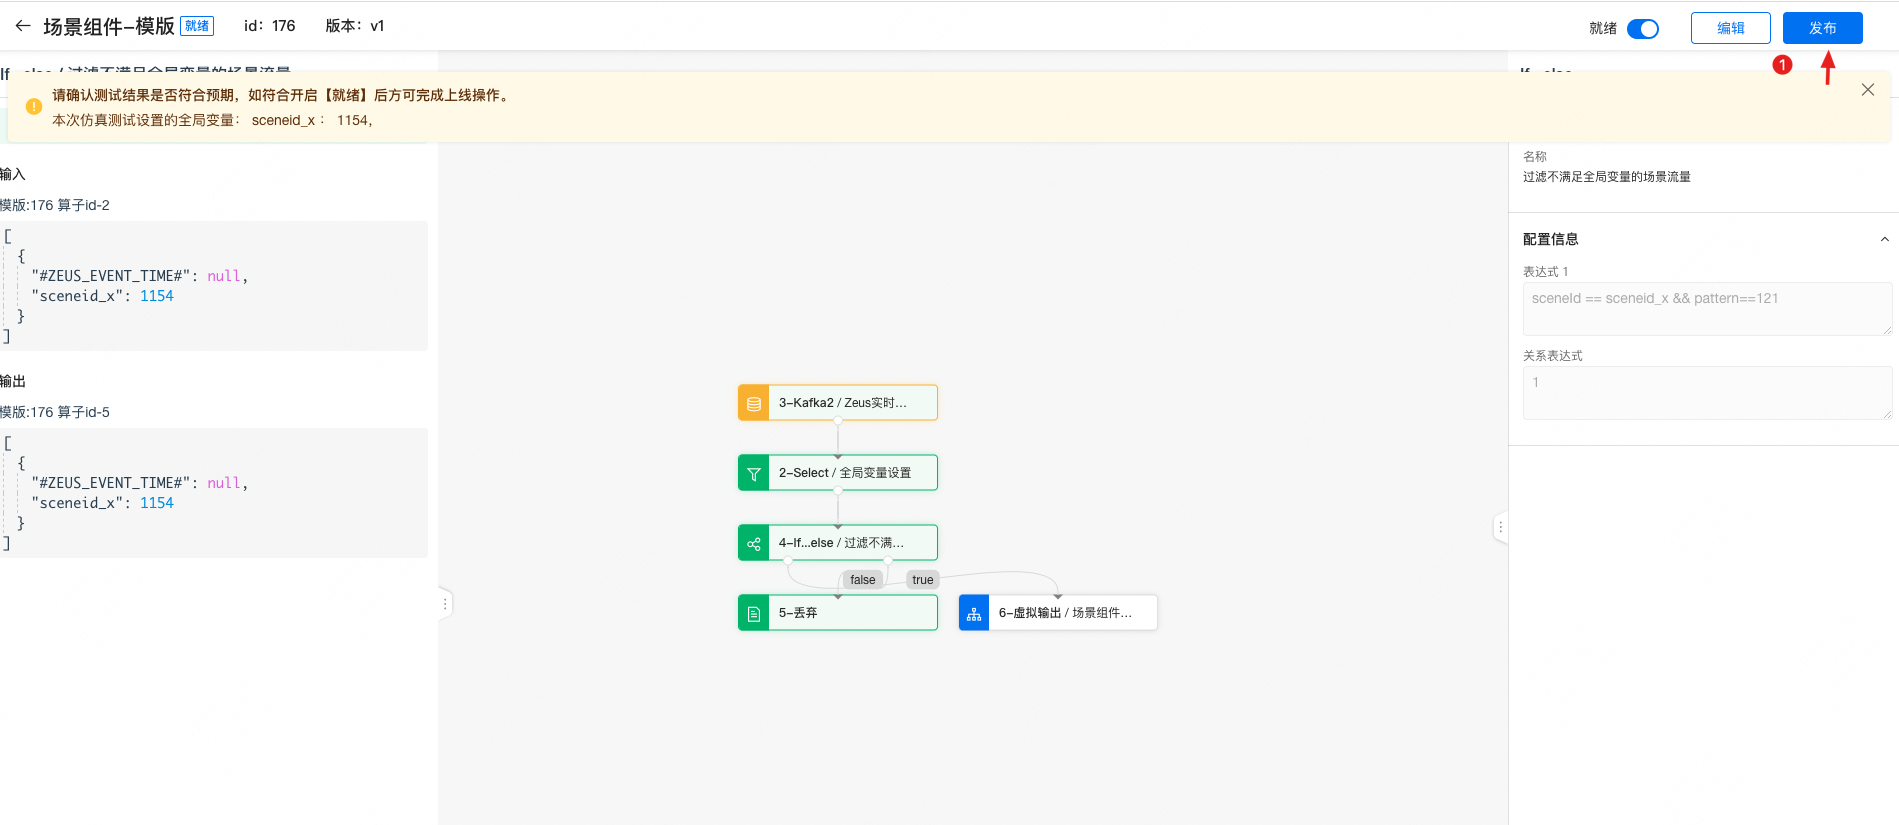 场景组件-模版 就绪 id：176 版本：v1
就绪 编辑 发布
1
请确认测试结果是否符合预期，如符合开启【就绪】后方可完成上线操作。
本次仿真测试设置的全局变量： sceneid_x： 1154，
输入
模版:176 算子id-2
[
{
"#ZEUS_EVENT_TIME#": null,
"sceneid_x": 1154
}
]
输出
模版:176 算子id-5
[
{
"#ZEUS_EVENT_TIME#": null,
"sceneid_x": 1154
}
]
3-Kafka2 / Zeus实时...
2-Select / 全局变量设置
4-If...else / 过滤不满...
false
true
5-丢弃
6-虚拟输出 / 场景组件...
名称
过滤不满足全局变量的场景流量
配置信息
表达式 1
sceneId == sceneid_x && pattern==121
关系表达式
1